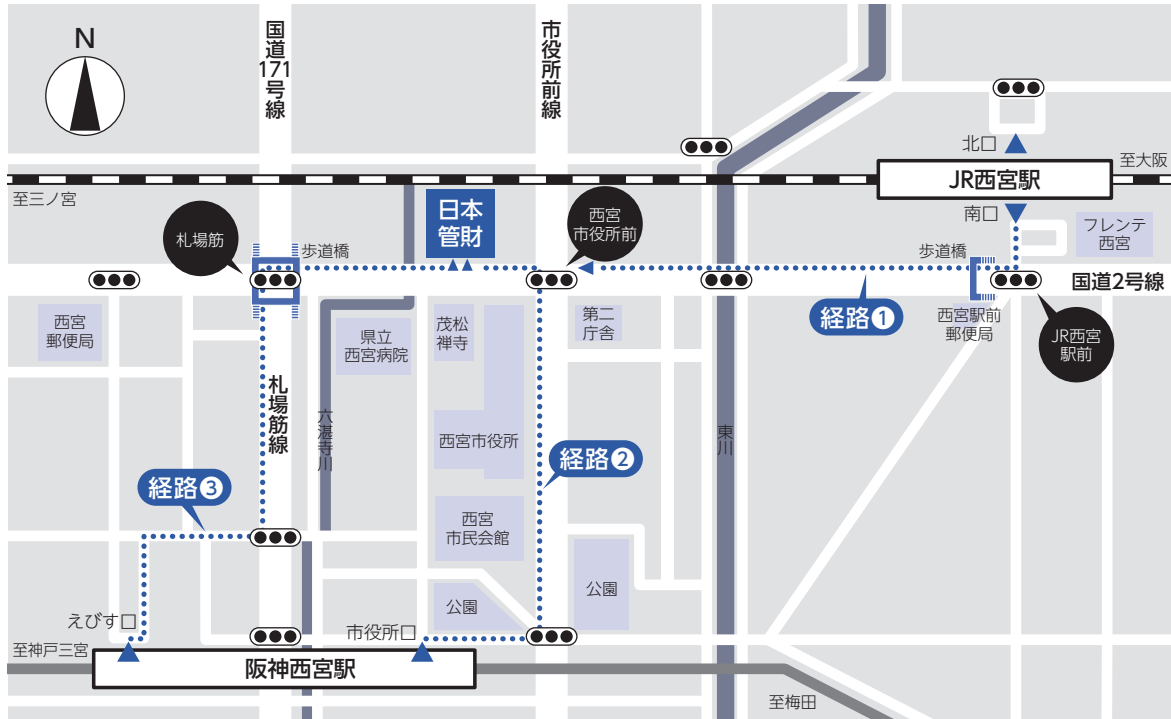 N
国道171号線
市役所前線
北口
至大阪
JR西宮駅
南口
至三ノ宮
日本
管財
西宮
市役所前
札場筋
歩道橋
歩道橋
フレンテ
西宮
国道2号線
経路❶
西宮駅前
郵便局
JR西宮
駅前
西宮
郵便局
県立
西宮病院
茂松
禅寺
第二
庁舎
札場筋線
六湛寺川
西宮市役所
東川
経路❷
経路❸
西宮
市民会館
公園
公園
えびす口
市役所口
至神戸三宮
阪神西宮駅
至梅田